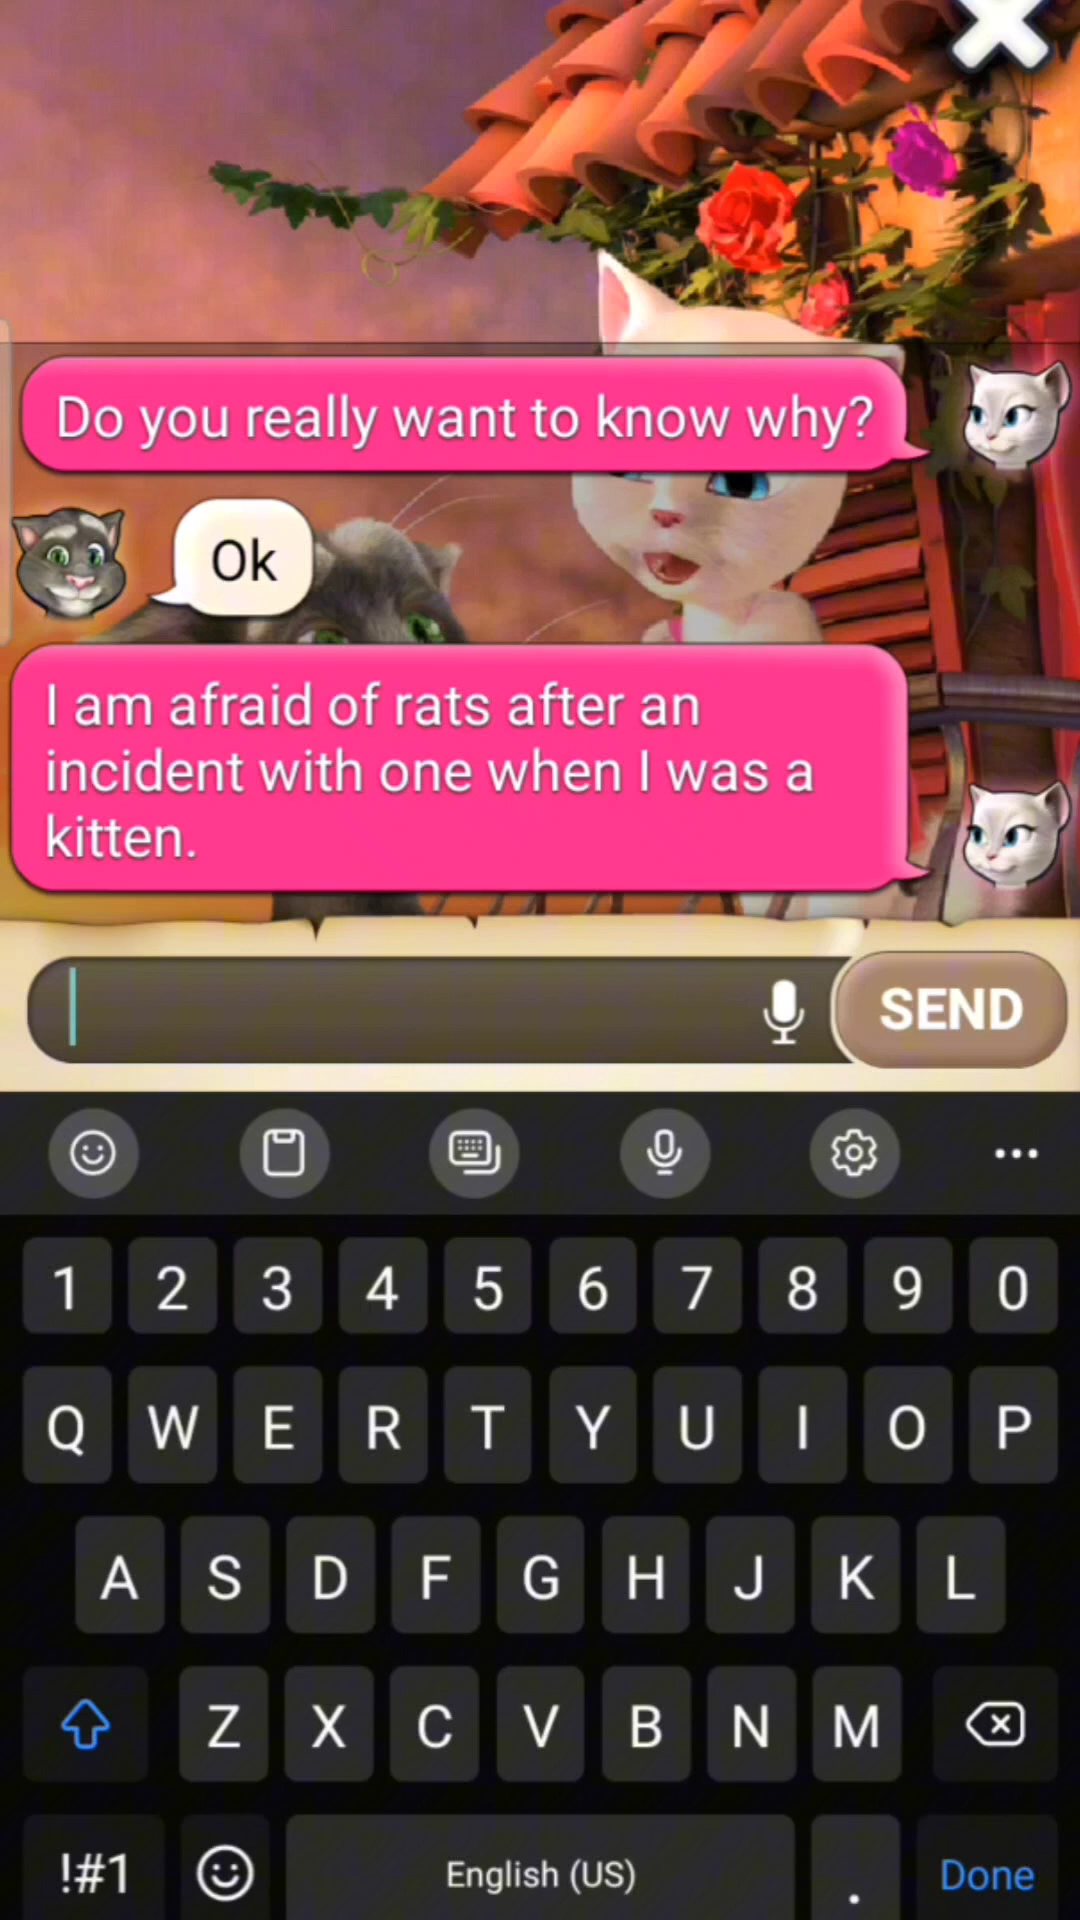 Do you really want to know why?
Ok
I am afraid of rats after an
incident with one when I was a
kitten.
SEND
1 2 3 4 5 6 7 8 9 0
Q W E R T Y U I O P
A S D F G H J K L
Z X C V B N M
!#1 English (US) . Done